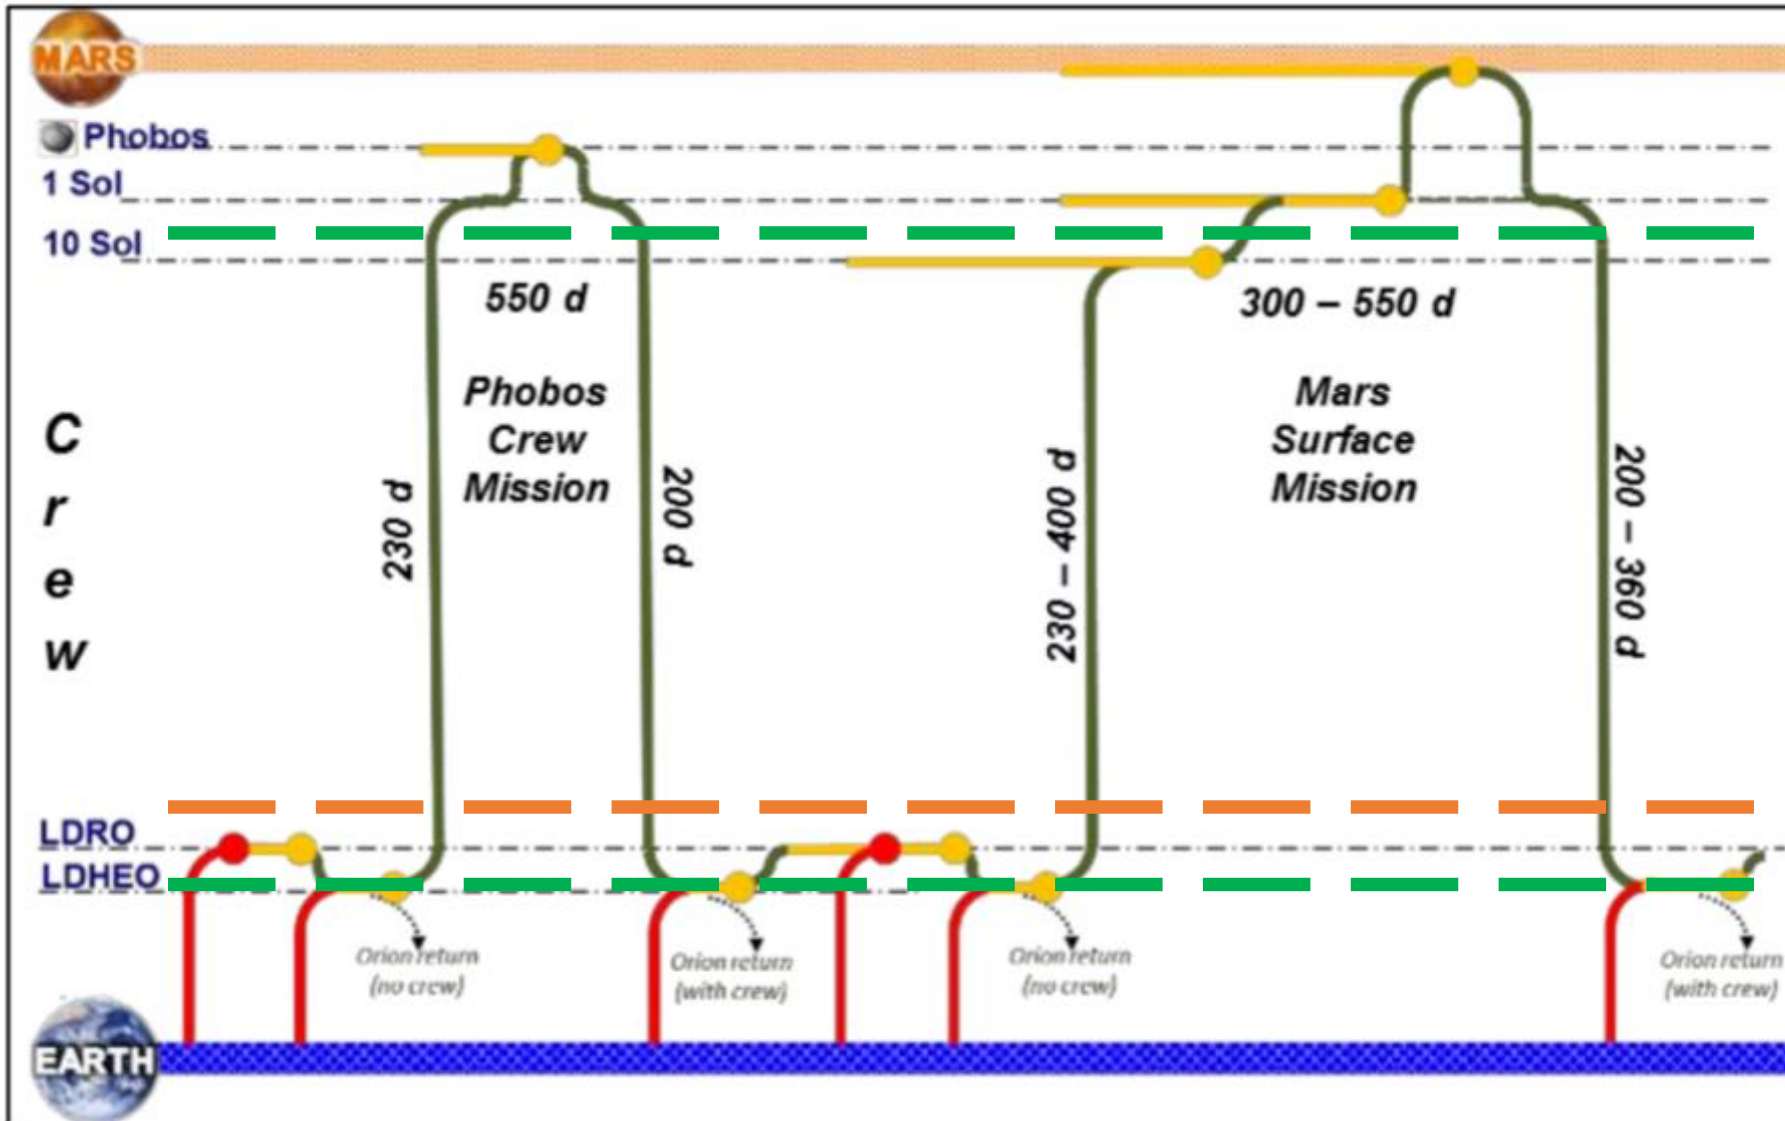 MARS
Phobos
1 Sol
10 Sol
550 d
300 – 550 d
Phobos
Crew
Mission
Mars
Surface
Mission
C
r
e
w
230 d
200 d
230 – 400 d
200 – 360 d
LDRO
LDHEO
Orion return
(no crew)
Orion return
(with crew)
Orion return
(no crew)
Orion return
(with crew)
EARTH